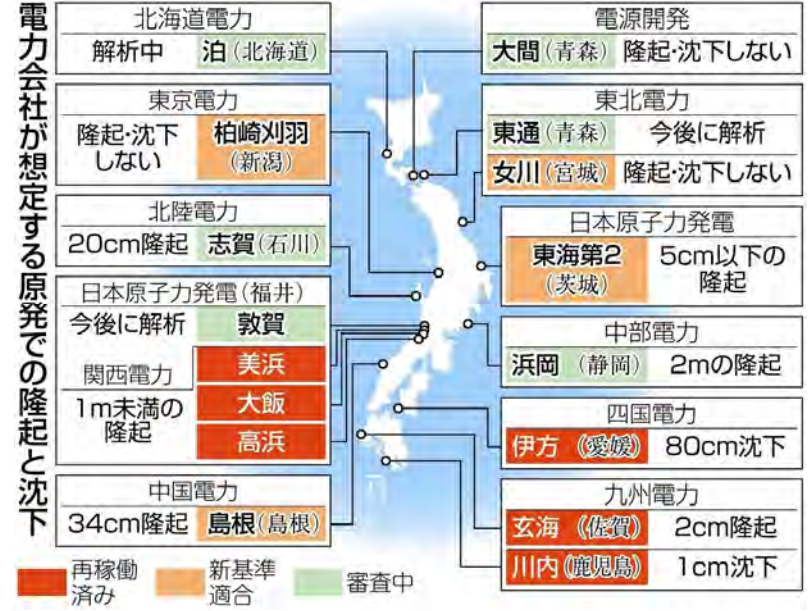 電力会社が想定する原発での隆起と沈下
北海道電力
解析中 泊(北海道)
東京電力
隆起・沈下
しない
柏崎刈羽
(新潟)
北陸電力
20cm隆起 志賀(石川)
日本原子力発電(福井)
今後に解析 敦賀
関西電力
1m未満の
隆起
美浜
大飯
高浜
中国電力
34cm隆起 島根(島根)
電源開発
大間(青森) 隆起・沈下しない
東北電力
東通(青森) 今後に解析
女川(宮城) 隆起・沈下しない
日本原子力発電
東海第2
(茨城)
5cm以下の
隆起
中部電力
浜岡(静岡) 2mの隆起
四国電力
伊方(愛媛) 80cm沈下
九州電力
玄海(佐賀) 2cm隆起
川内(鹿児島) 1cm沈下
再稼働
済み
新基準
適合
審査中